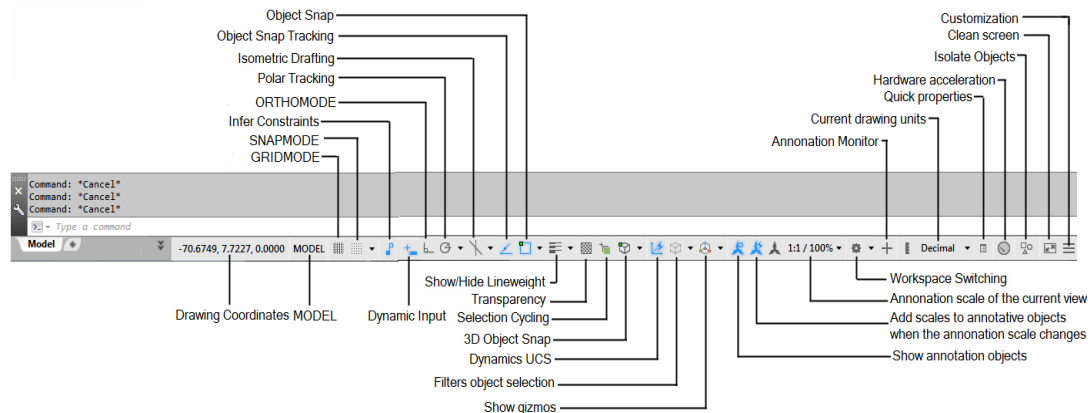 Object Snap
Object Snap Tracking
Isometric Drafting
Polar Tracking
ORTHOMODE
Infer Constraints
SNAPMODE
GRIDMODE
Customization
Clean screen
Isolate Objects
Hardware acceleration
Quick properties
Current drawing units
Annonation Monitor
Command: *Cancel*
Command: *Cancel*
Command: *Cancel*
Type a command
Model
-70.6749, 7.7227, 0.0000 MODEL
1:1 / 100%
Decimal
Drawing Coordinates
MODEL
Dynamic Input
Show/Hide Lineweight
Transparency
Selection Cycling
3D Object Snap
Dynamics UCS
Filters object selection
Show gizmos
Workspace Switching
Annonation scale of the current view
Add scales to annotative objects
when the annonation scale changes
Show annotation objects